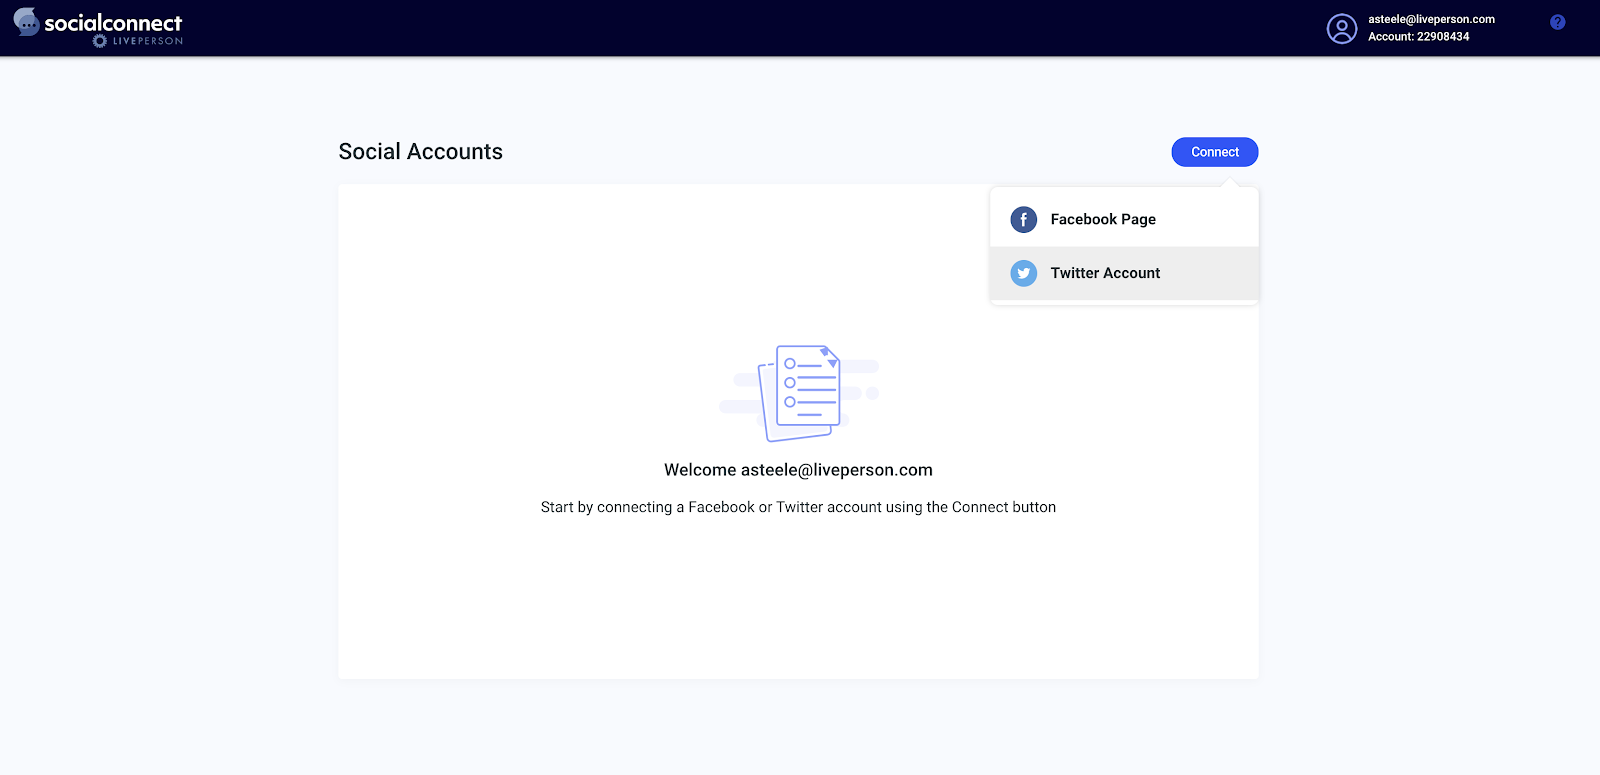 socialconnect
LIVEPERSON
asteele@liveperson.com
Account: 22908434
?
Social Accounts
Connect
f
Facebook Page
Twitter Account
Welcome asteele@liveperson.com
Start by connecting a Facebook or Twitter account using the Connect button